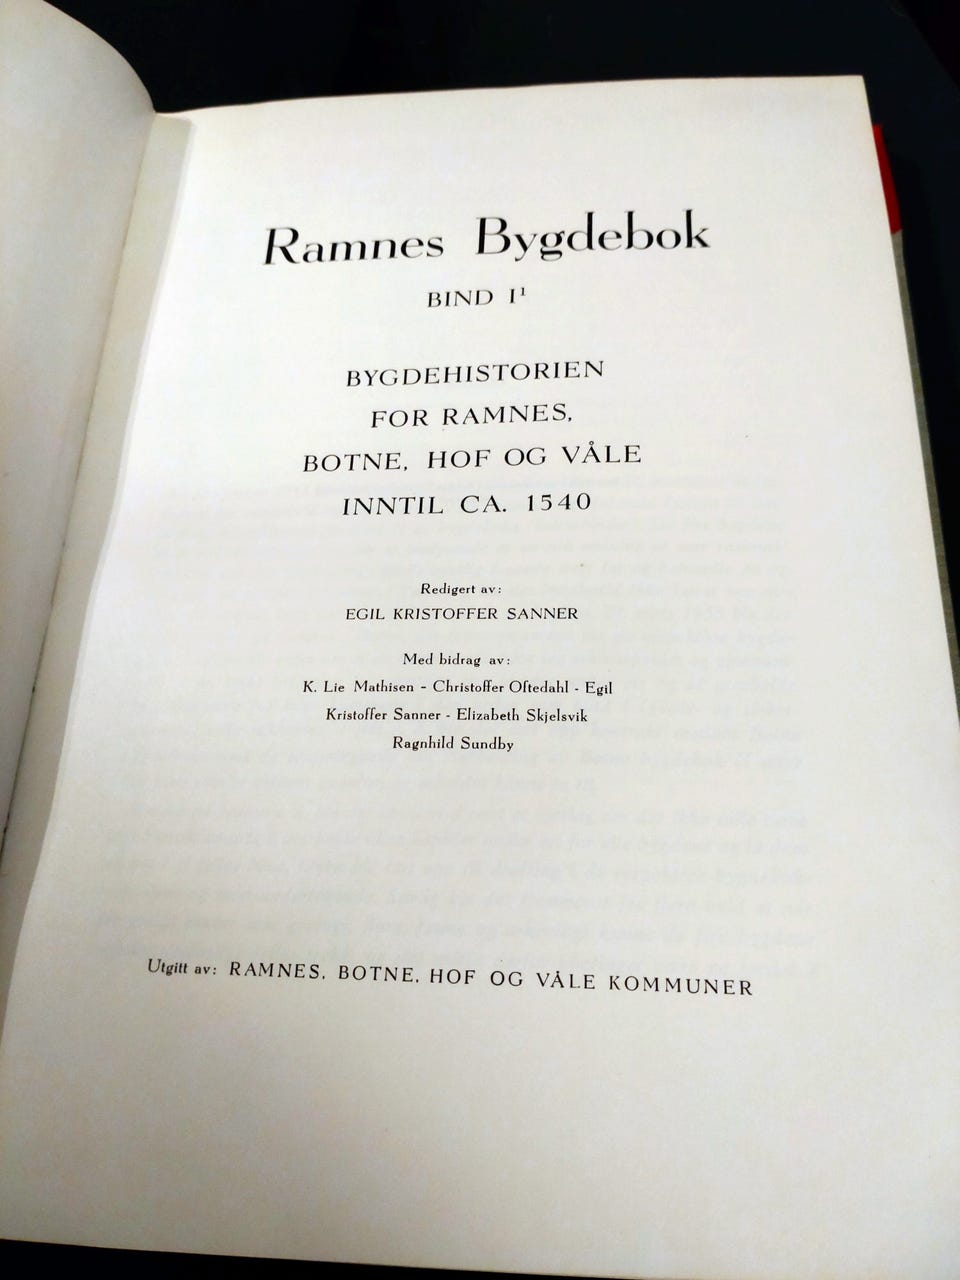 Ramnes Bygdebok
BIND I¹
BYGDEHISTORIEN
FOR RAMNES,
BOTNE, HOF OG VÅLE
INNTIL CA. 1540
Redigert av:
EGIL KRISTOFFER SANNER
Med bidrag av:
K. Lie Mathisen - Christoffer Oftedahl - Egil
Kristoffer Sanner - Elizabeth Skjelsvik
Ragnhild Sundby
Utgitt av: RAMNES, BOTNE, HOF OG VÅLE KOMMUNER